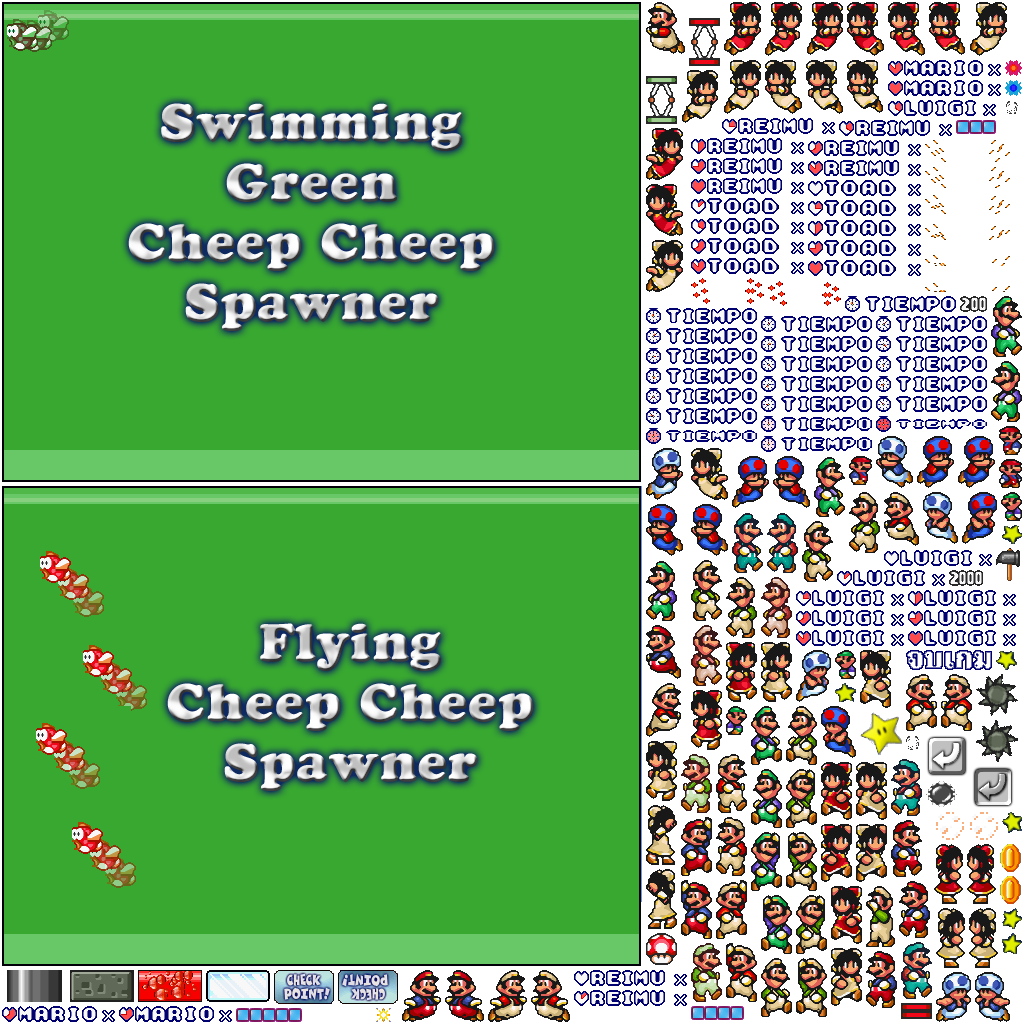 Swimming
Green
Cheep Cheep
Spawner
Flying
Cheep Cheep
Spawner
MARIO x
MARIO x
LUIGI x
REIMU x REIMU x
REIMU x REIMU x
REIMU x REIMU x
REIMU x TOAD x
TOAD x TOAD x
TOAD x TOAD x
TOAD x TOAD x
TOAD x TOAD x
TIEMPO 200
TIEMPO TIEMPO TIEMPO
TIEMPO TIEMPO TIEMPO
TIEMPO TIEMPO TIEMPO
TIEMPO TIEMPO TIEMPO
TIEMPO TIEMPO TIEMPO
TIEMPO TIEMPO TIEMPO
TIEMPO TIEMPO
LUIGI x
LUIGI x 2000
LUIGI x LUIGI x
LUIGI x LUIGI x
LUIGI x LUIGI x
จบเกม
CHECK
POINT!
CHECK
POINT!
REIMU x
REIMU x
MARIO x MARIO x